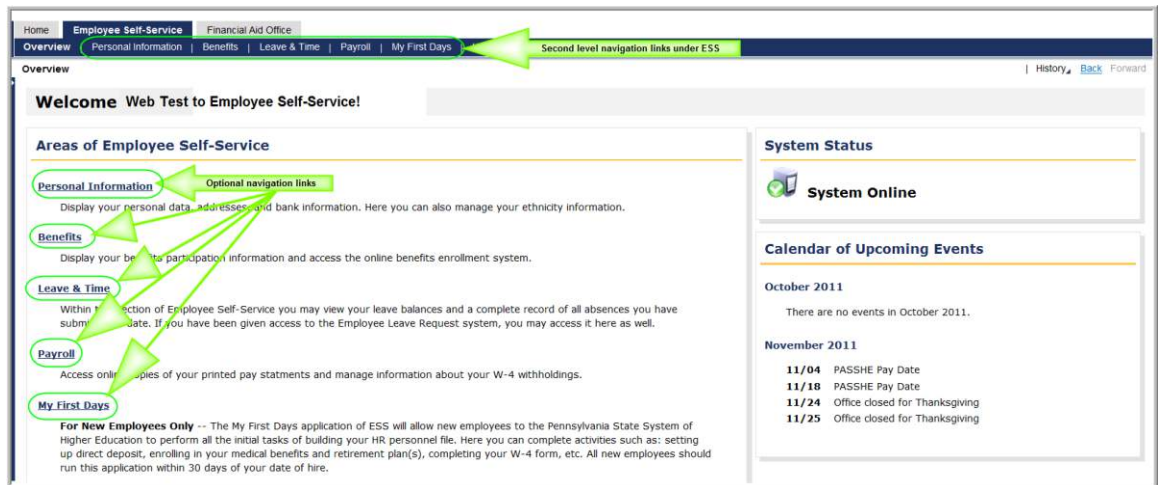 Home Employee Self-Service Financial Aid Office
Overview Personal Information | Benefits | Leave & Time | Payroll | My First Days
Second level navigation links under ESS
Overview
| History Back Forward
Welcome Web Test to Employee Self-Service!
Areas of Employee Self-Service
Personal Information
Optional navigation links
Display your personal data, addresses, and bank information. Here you can also manage your ethnicity information.
Benefits
Display your benefits participation information and access the online benefits enrollment system.
Leave & Time
Within ection of Employee Self-Service you may view your leave balances and a complete record of all absences you have
subm date. If you have been given access to the Employee Leave Request system, you may access it here as well.
Payroll
Access online copies of your printed pay statments and manage information about your W-4 withholdings.
My First Days
For New Employees Only -- The My First Days application of ESS will allow new employees to the Pennsylvania State System of
Higher Education to perform all the initial tasks of building your HR personnel file. Here you can complete activities such as: setting
up direct deposit, enrolling in your medical benefits and retirement plan(s), completing your W-4 form, etc. All new employees should
run this application within 30 days of your date of hire.
System Status
System Online
Calendar of Upcoming Events
October 2011
There are no events in October 2011.
November 2011
11/04 PASSHE Pay Date
11/18 PASSHE Pay Date
11/24 Office closed for Thanksgiving
11/25 Office closed for Thanksgiving